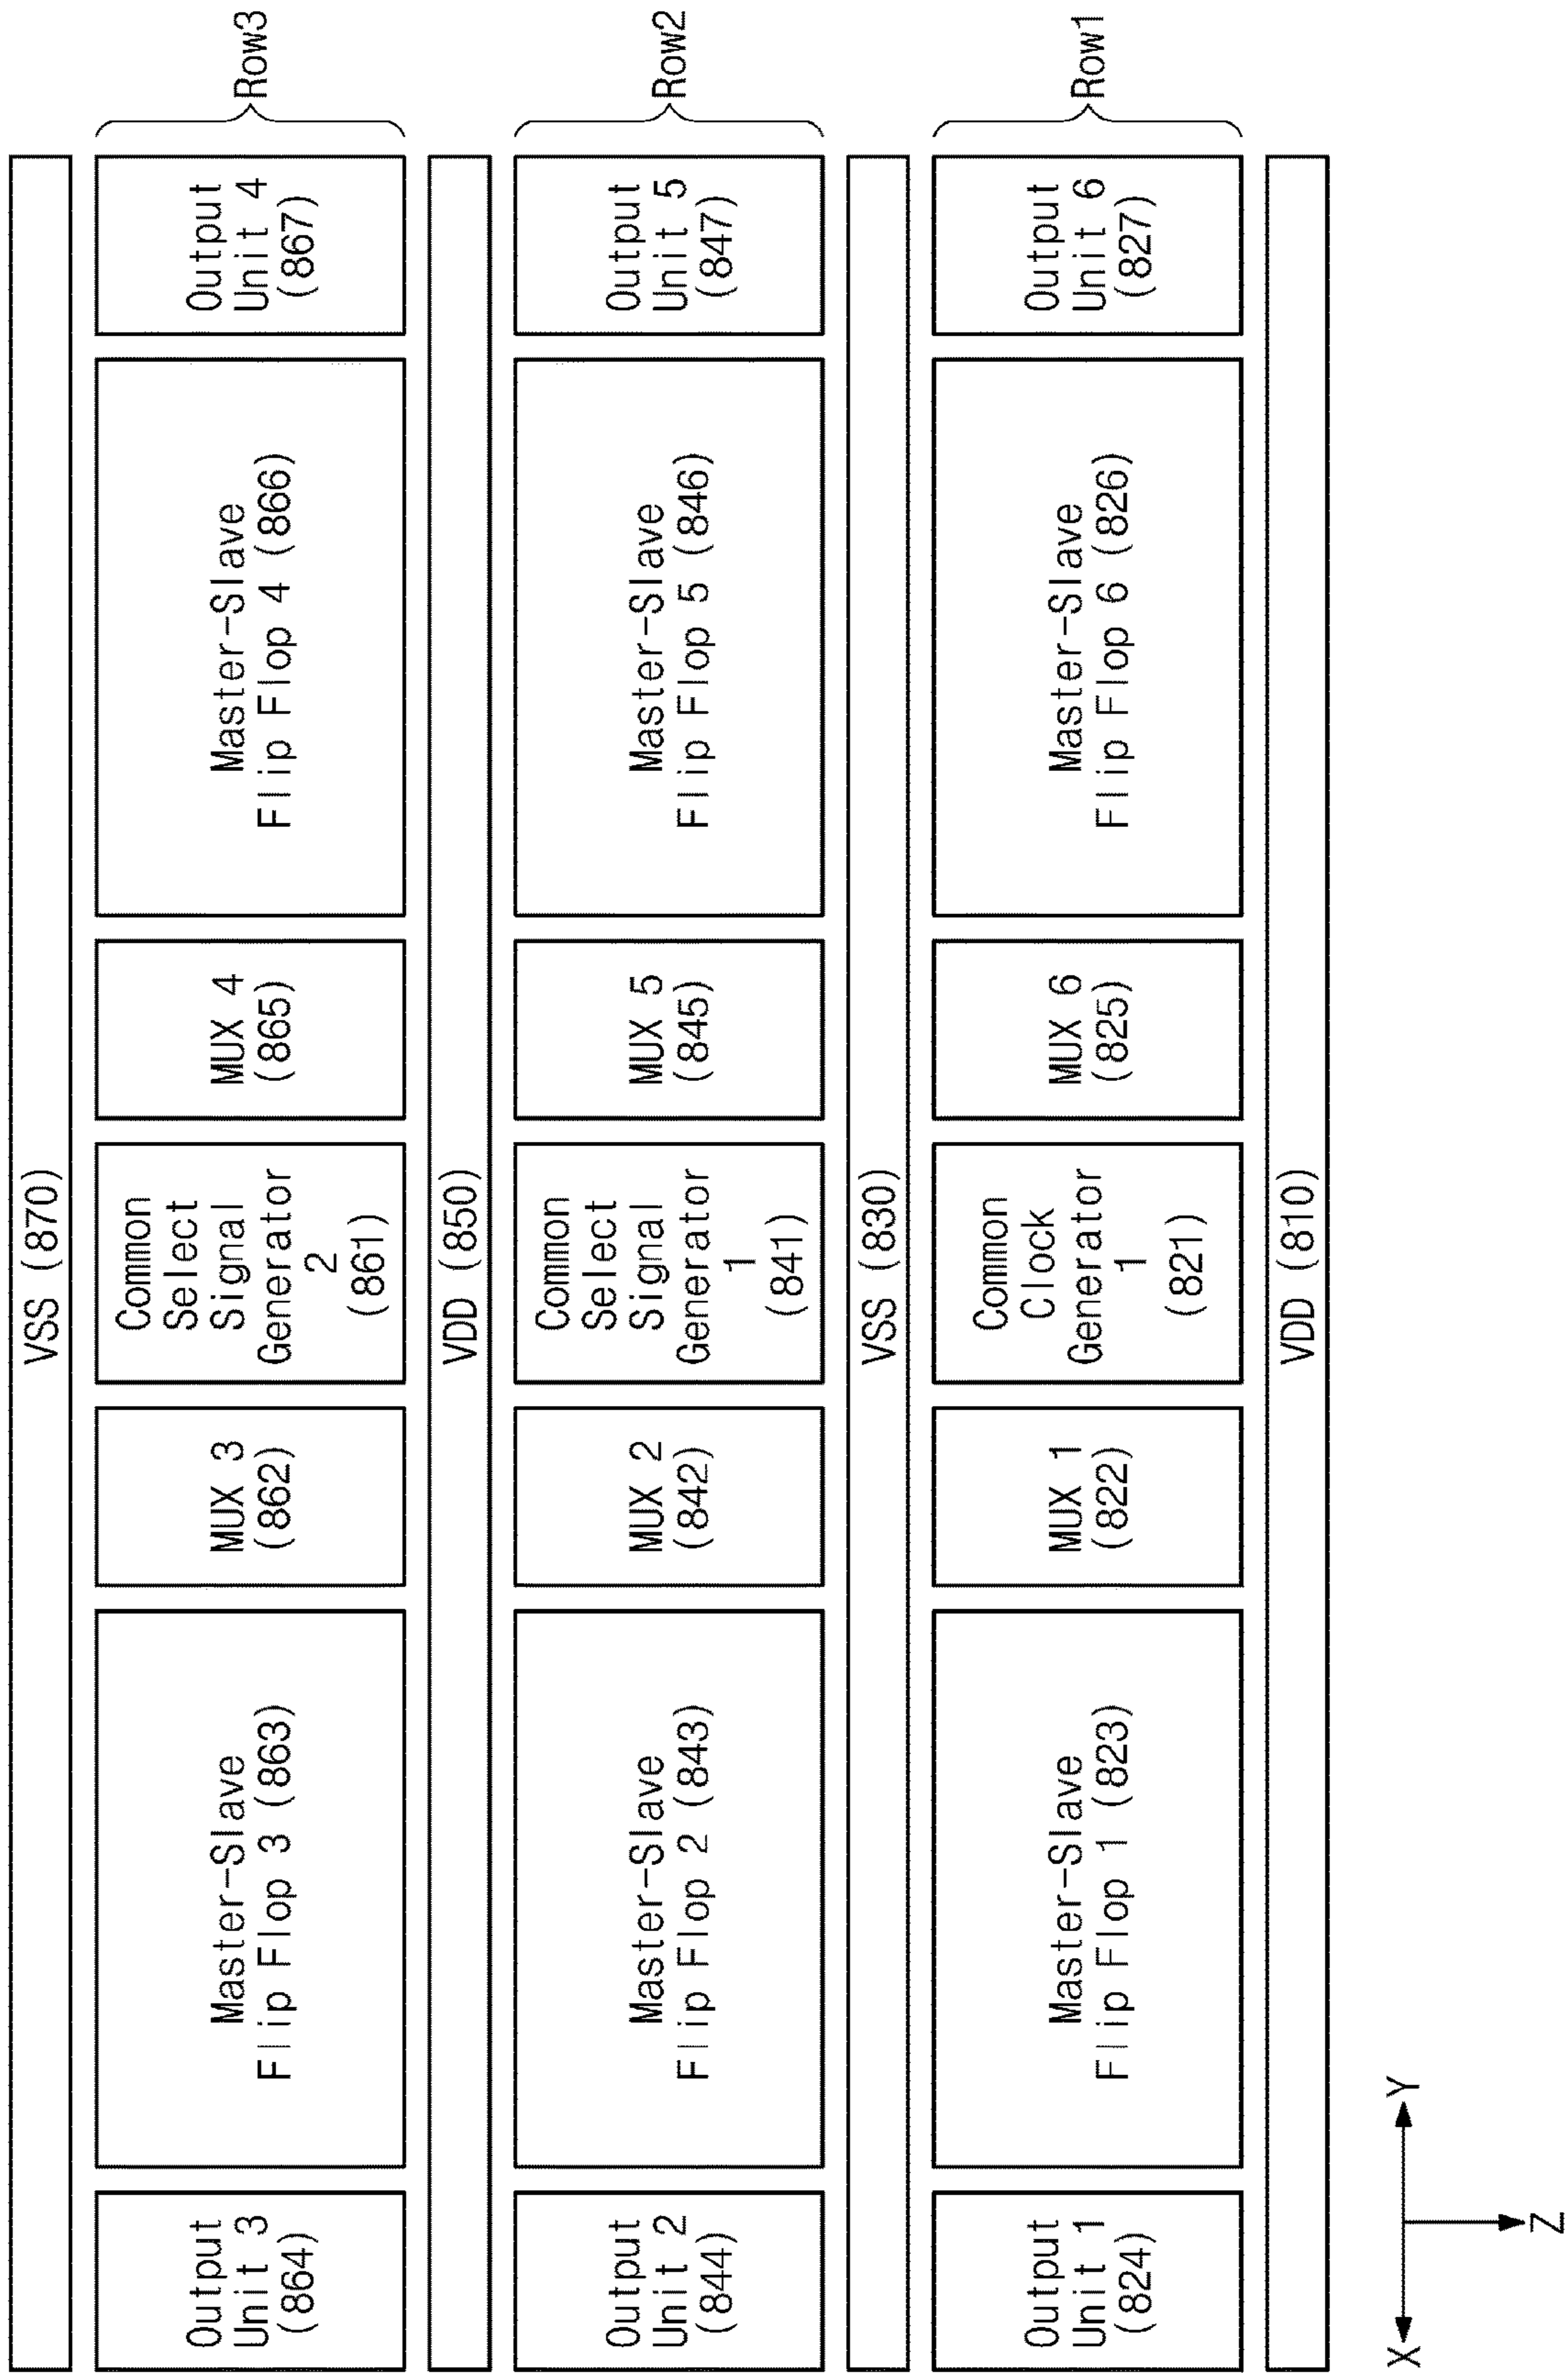 VSS (870)
Output
Unit 3
(864)
Master-Slave
Flip Flop 3 (863)
MUX 3
(862)
Common
Select
Signal
Generator
2
(861)
MUX 4
(865)
Master-Slave
Flip Flop 4 (866)
Output
Unit 4
(867)
Row3
VDD (850)
Output
Unit 2
(844)
Master-Slave
Flip Flop 2 (843)
MUX 2
(842)
Common
Select
Signal
Generator
1
(841)
MUX 5
(845)
Master-Slave
Flip Flop 5 (846)
Output
Unit 5
(847)
Row2
VSS (830)
Output
Unit 1
(824)
Master-Slave
Flip Flop 1 (823)
MUX 1
(822)
Common
Clock
Generator
1
(821)
MUX 6
(825)
Master-Slave
Flip Flop 6 (826)
Output
Unit 6
(827)
Row1
VDD (810)
X
Y
Z